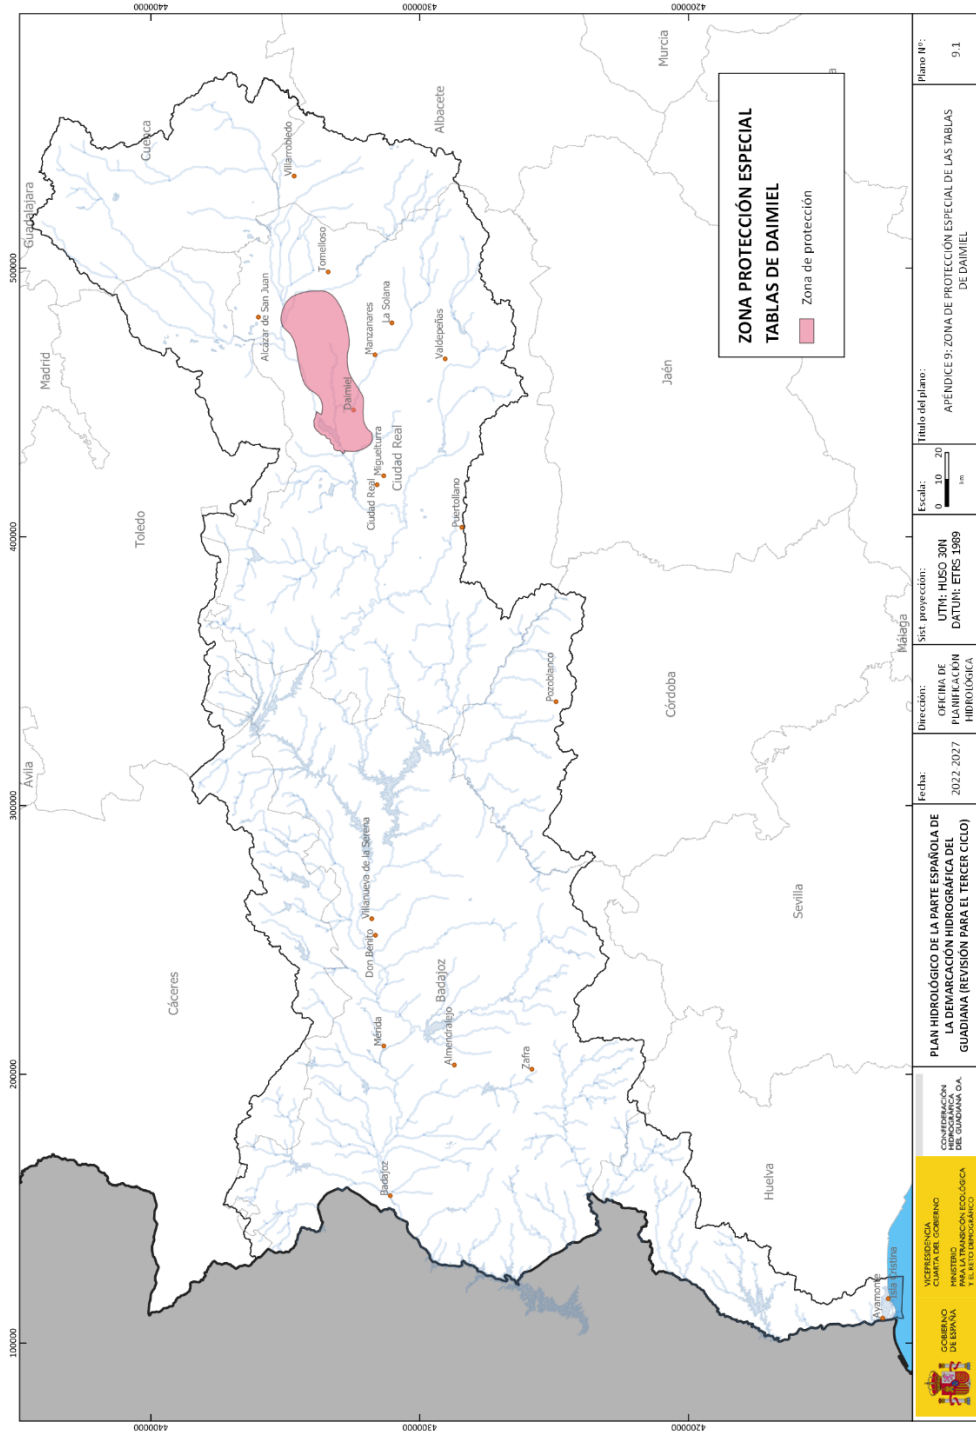 100000
200000
300000
400000
500000
4400000
4300000
4200000
4400000
4300000
4200000
Ávila
Madrid
Guadalajara
Toledo
Cuenca
Cáceres
Albacete
Murcia
Badajoz
Ciudad Real
Jaén
Córdoba
Sevilla
Huelva
Málaga
a
Villarrobledo
Alcázar de San Juan
Tomelloso
Manzanares
La Solana
Daimiel
Valdepeñas
Ciudad Real
Miguelturra
Puertollano
Pozoblanco
Villanueva de la Serena
Don Benito
Mérida
Almendralejo
Zafra
Badajoz
Ayamonte
Isla Cristina
ZONA PROTECCIÓN ESPECIAL
TABLAS DE DAIMIEL
Zona de protección
GOBIERNO
DE ESPAÑA
VICEPRESIDENCIA
CUARTA DEL GOBIERNO
MINISTERIO
PARA LA TRANSICIÓN ECOLÓGICA
Y EL RETO DEMOGRÁFICO
CONFEDERACIÓN
HIDROGRÁFICA
DEL GUADIANA O.A.
PLAN HIDROLÓGICO DE LA PARTE ESPAÑOLA DE
LA DEMARCACIÓN HIDROGRÁFICA DEL
GUADIANA (REVISIÓN PARA EL TERCER CICLO)
Fecha:
2022 2027
Dirección:
OFICINA DE
PLANIFICACIÓN
HIDROLÓGICA
Sist. proyección:
UTM: HUSO 30N
DATUM: ETRS 1989
Escala:
0 10 20
km
Título del plano:
APÉNDICE 9: ZONA DE PROTECCIÓN ESPECIAL DE LAS TABLAS
DE DAIMIEL
Plano Nº:
9.1